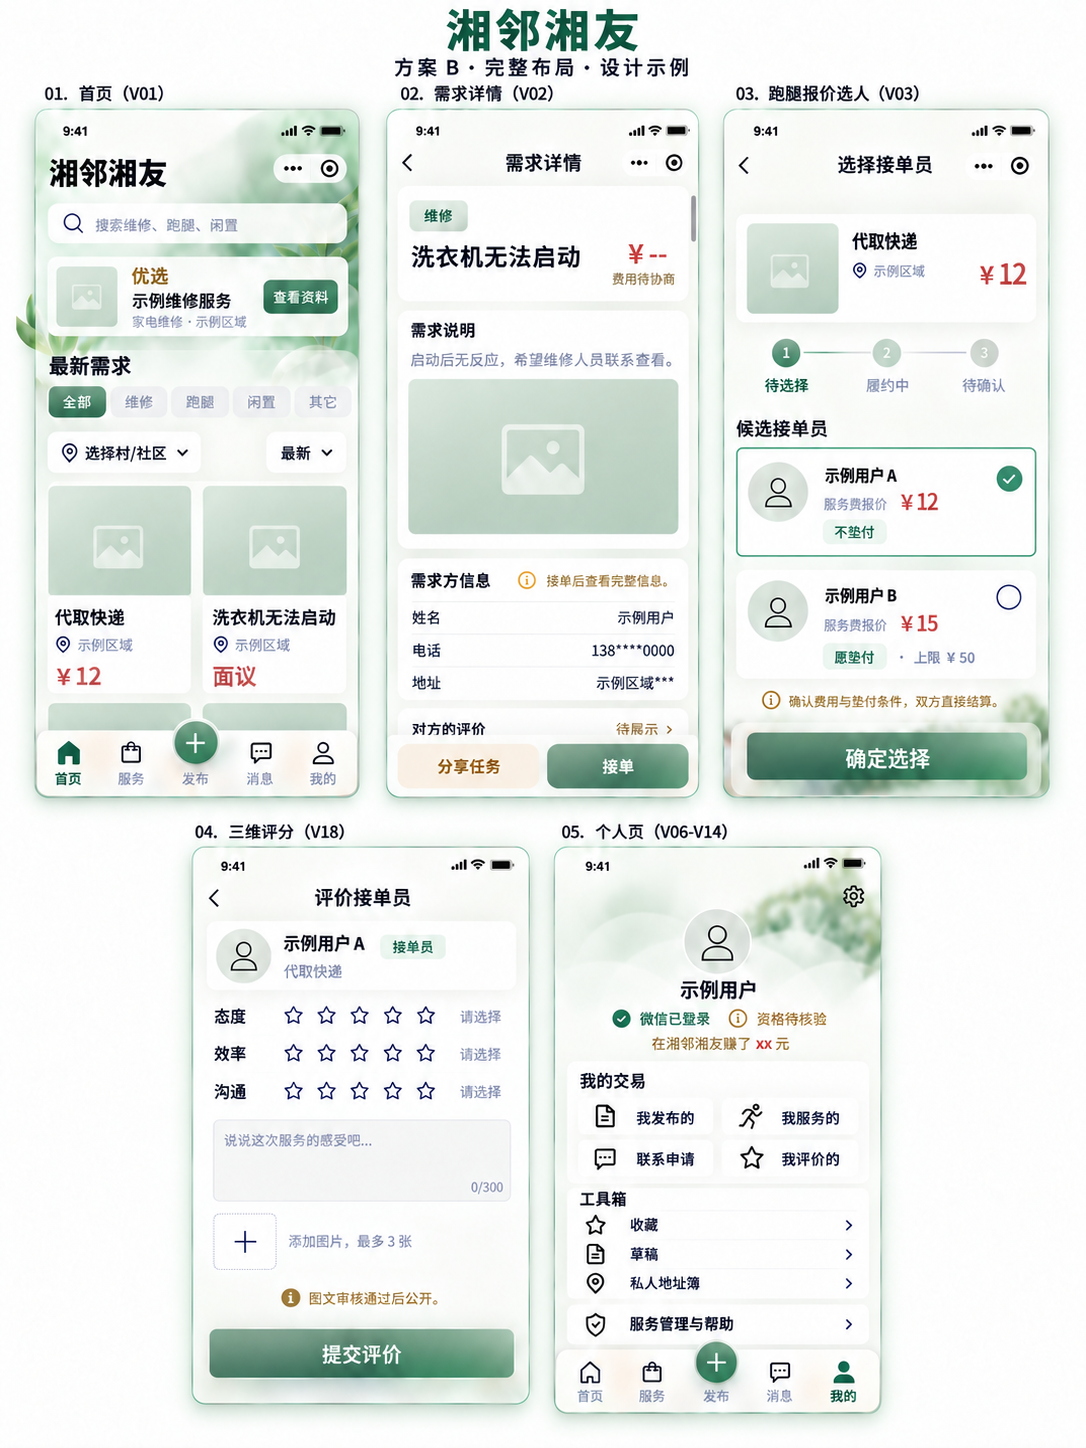 湘邻湘友
方案 B · 完整布局 · 设计示例
01. 首页（V01）
9:41
湘邻湘友
搜索维修、跑腿、闲置
优选
示例维修服务
家电维修 · 示例区域
查看资料
最新需求
全部 维修 跑腿 闲置 其它
选择村/社区 最新
代取快递
示例区域
¥12
洗衣机无法启动
示例区域
面议
首页 服务 发布 消息 我的
02. 需求详情（V02）
9:41
需求详情
维修
洗衣机无法启动
¥--
费用待协商
需求说明
启动后无反应，希望维修人员联系查看。
需求方信息 接单后查看完整信息。
姓名 示例用户
电话 138****0000
地址 示例区域***
对方的评价 待展示
分享任务 接单
03. 跑腿报价选人（V03）
9:41
选择接单员
代取快递
示例区域
¥12
1 2 3
待选择 履约中 待确认
候选接单员
示例用户A
服务费报价 ¥12
不垫付
示例用户B
服务费报价 ¥15
愿垫付 · 上限 ¥50
确认费用与垫付条件，双方直接结算。
确定选择
04. 三维评分（V18）
9:41
评价接单员
示例用户A 接单员
代取快递
态度 请选择
效率 请选择
沟通 请选择
说说这次服务的感受吧...
0/300
添加图片，最多3张
图文审核通过后公开。
提交评价
05. 个人页（V06-V14）
9:41
示例用户
微信已登录 资格待核验
在湘邻湘友赚了 xx 元
我的交易
我发布的 我服务的
联系申请 我评价的
工具箱
收藏
草稿
私人地址簿
服务管理与帮助
首页 服务 发布 消息 我的